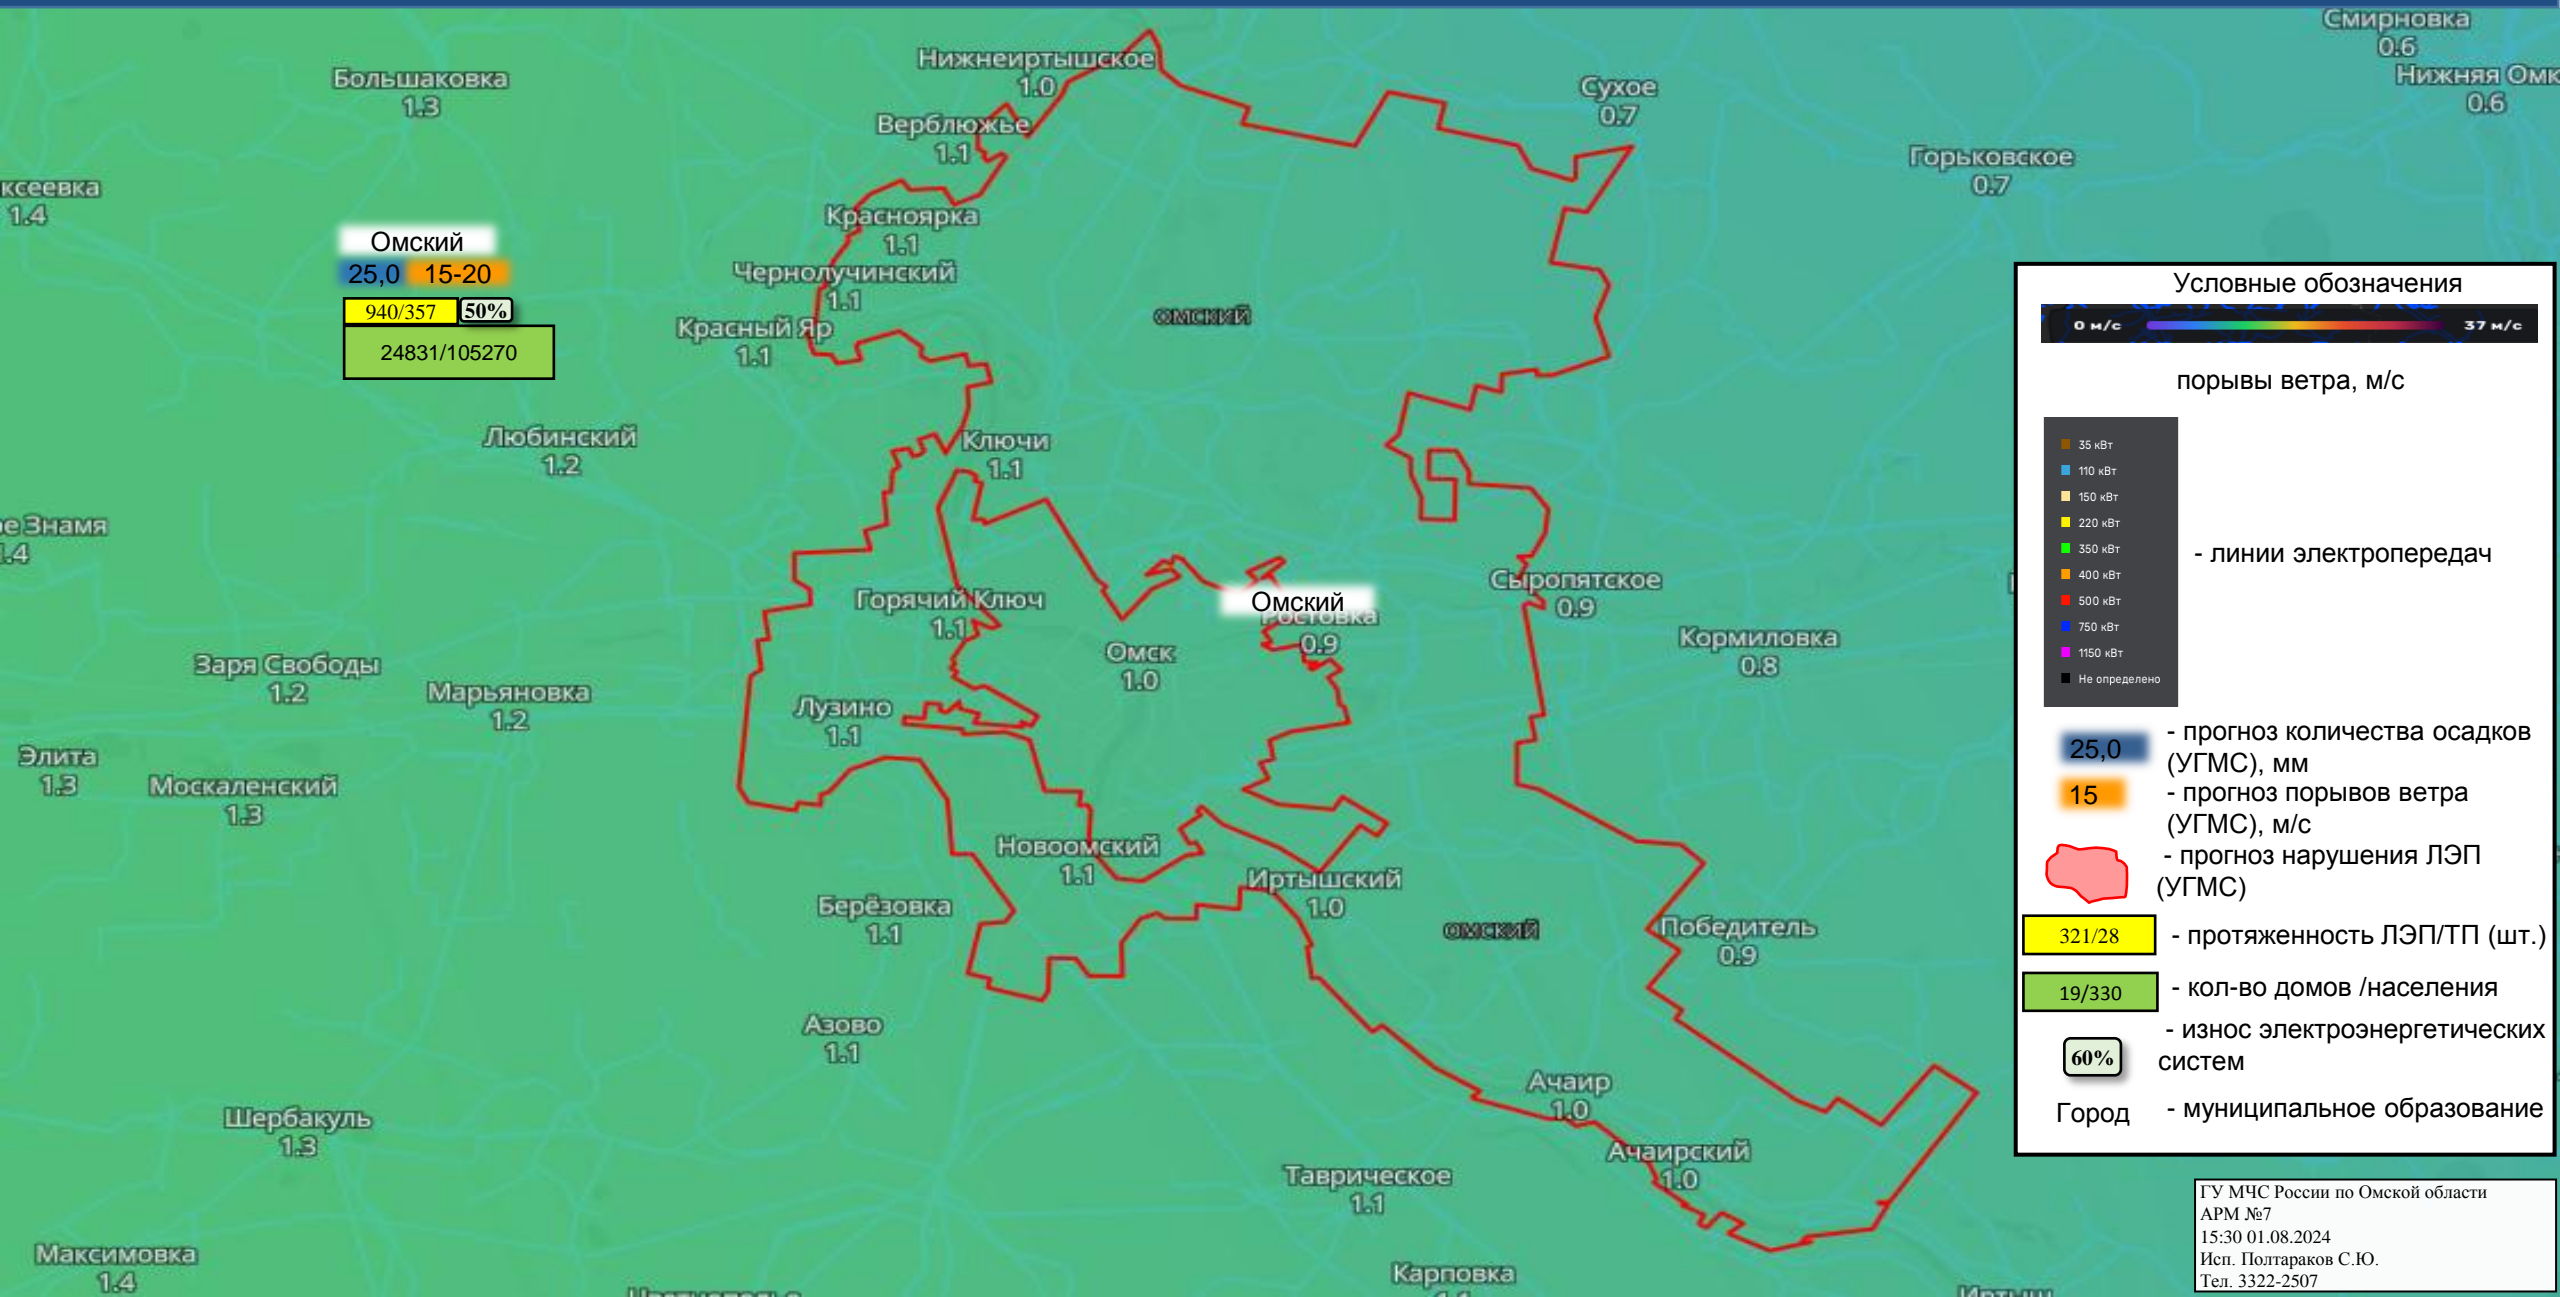 Смирновка
0.6
Нижняя Омк
0.6
Нижнеиртышское
1.0
Большаковка
1.3
Сухое
0.7
Верблюжье
1.1
Горьковское
0.7
ксеевка
1.4
Красноярка
1.1
Омский
25,0 15-20
940/357 50%
24831/105270
Чернолучинский
1.1
омский
Красный Яр
1.1
Любинский
1.2
Ключи
1.1
е Знамя
1.4
Горячий Ключ
1.1
Омский
Ростовка
0.9
Сыропятское
0.9
Омск
1.0
Кормиловка
0.8
Заря Свободы
1.2
Марьяновка
1.2
Лузино
1.1
Элита
1.3
Москаленский
1.3
Новоомский
1.1
Иртышский
1.0
Берёзовка
1.1
омский
Победитель
0.9
Азово
1.1
Ачаир
1.0
Шербакуль
1.3
Ачаирский
1.0
Таврическое
1.1
Максимовка
1.4
Карповка
Иртыш
Условные обозначения
0 м/с 37 м/с
порывы ветра, м/с
35 кВт
110 кВт
150 кВт
220 кВт
350 кВт
400 кВт
500 кВт
750 кВт
1150 кВт
Не определено
- линии электропередач
25,0 - прогноз количества осадков
(УГМС), мм
15 - прогноз порывов ветра
(УГМС), м/с
- прогноз нарушения ЛЭП
(УГМС)
321/28 - протяженность ЛЭП/ТП (шт.)
19/330 - кол-во домов /населения
60% - износ электроэнергетических
систем
Город - муниципальное образование
ГУ МЧС России по Омской области
АРМ №7
15:30 01.08.2024
Исп. Полтараков С.Ю.
Тел. 3322-2507